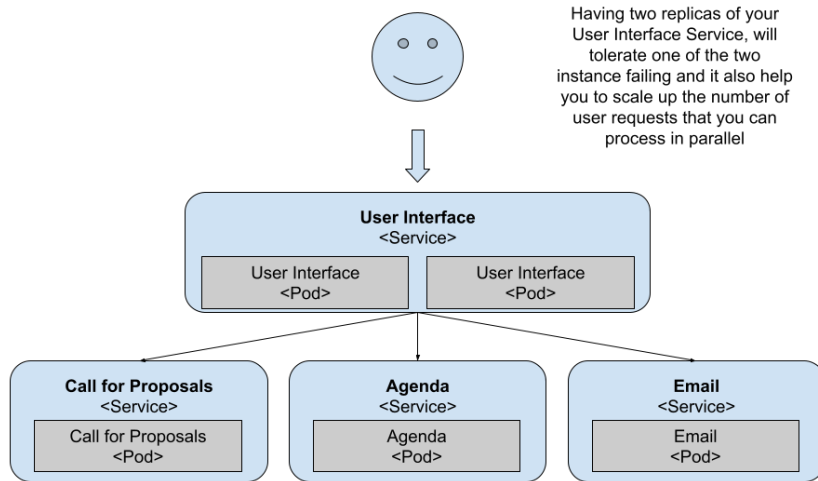 Having two replicas of your
User Interface Service, will
tolerate one of the two
instance failing and it also help
you to scale up the number of
user requests that you can
process in parallel
User Interface
<Service>
User Interface
<Pod>
User Interface
<Pod>
Call for Proposals
<Service>
Call for Proposals
<Pod>
Agenda
<Service>
Agenda
<Pod>
Email
<Service>
Email
<Pod>